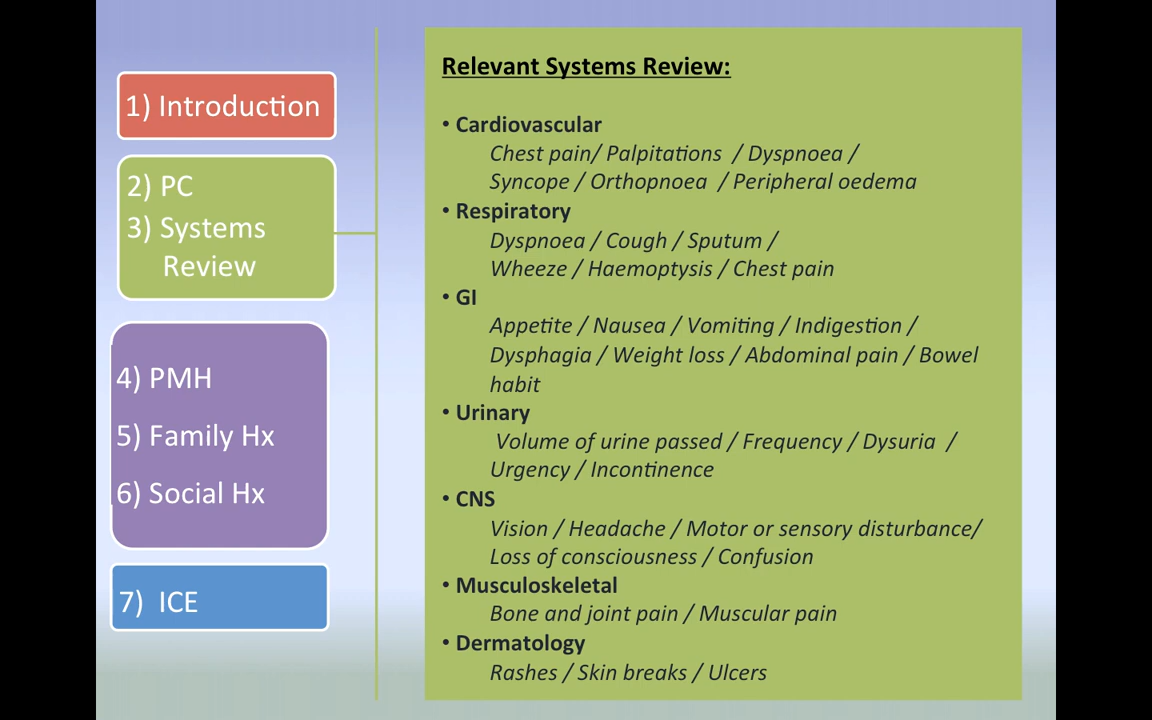 1) Introduction
2) PC
3) Systems
Review
4) PMH
5) Family Hx
6) Social Hx
7) ICE
Relevant Systems Review:
• Cardiovascular
Chest pain/ Palpitations / Dyspnoea /
Syncope / Orthopnoea / Peripheral oedema
• Respiratory
Dyspnoea / Cough / Sputum /
Wheeze / Haemoptysis / Chest pain
• GI
Appetite / Nausea / Vomiting / Indigestion /
Dysphagia / Weight loss / Abdominal pain / Bowel
habit
• Urinary
Volume of urine passed / Frequency / Dysuria /
Urgency / Incontinence
• CNS
Vision / Headache / Motor or sensory disturbance/
Loss of consciousness / Confusion
• Musculoskeletal
Bone and joint pain / Muscular pain
• Dermatology
Rashes / Skin breaks / Ulcers